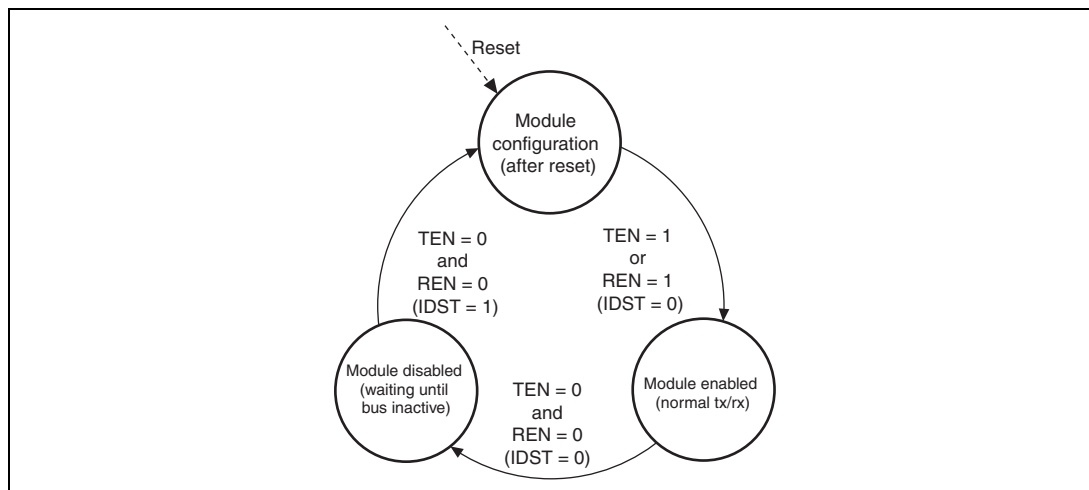 Reset
Module
configuration
(after reset)
TEN = 0
and
REN = 0
(IDST = 1)
TEN = 1
or
REN = 1
(IDST = 0)
Module disabled
(waiting until
bus inactive)
TEN = 0
and
REN = 0
(IDST = 0)
Module enabled
(normal tx/rx)